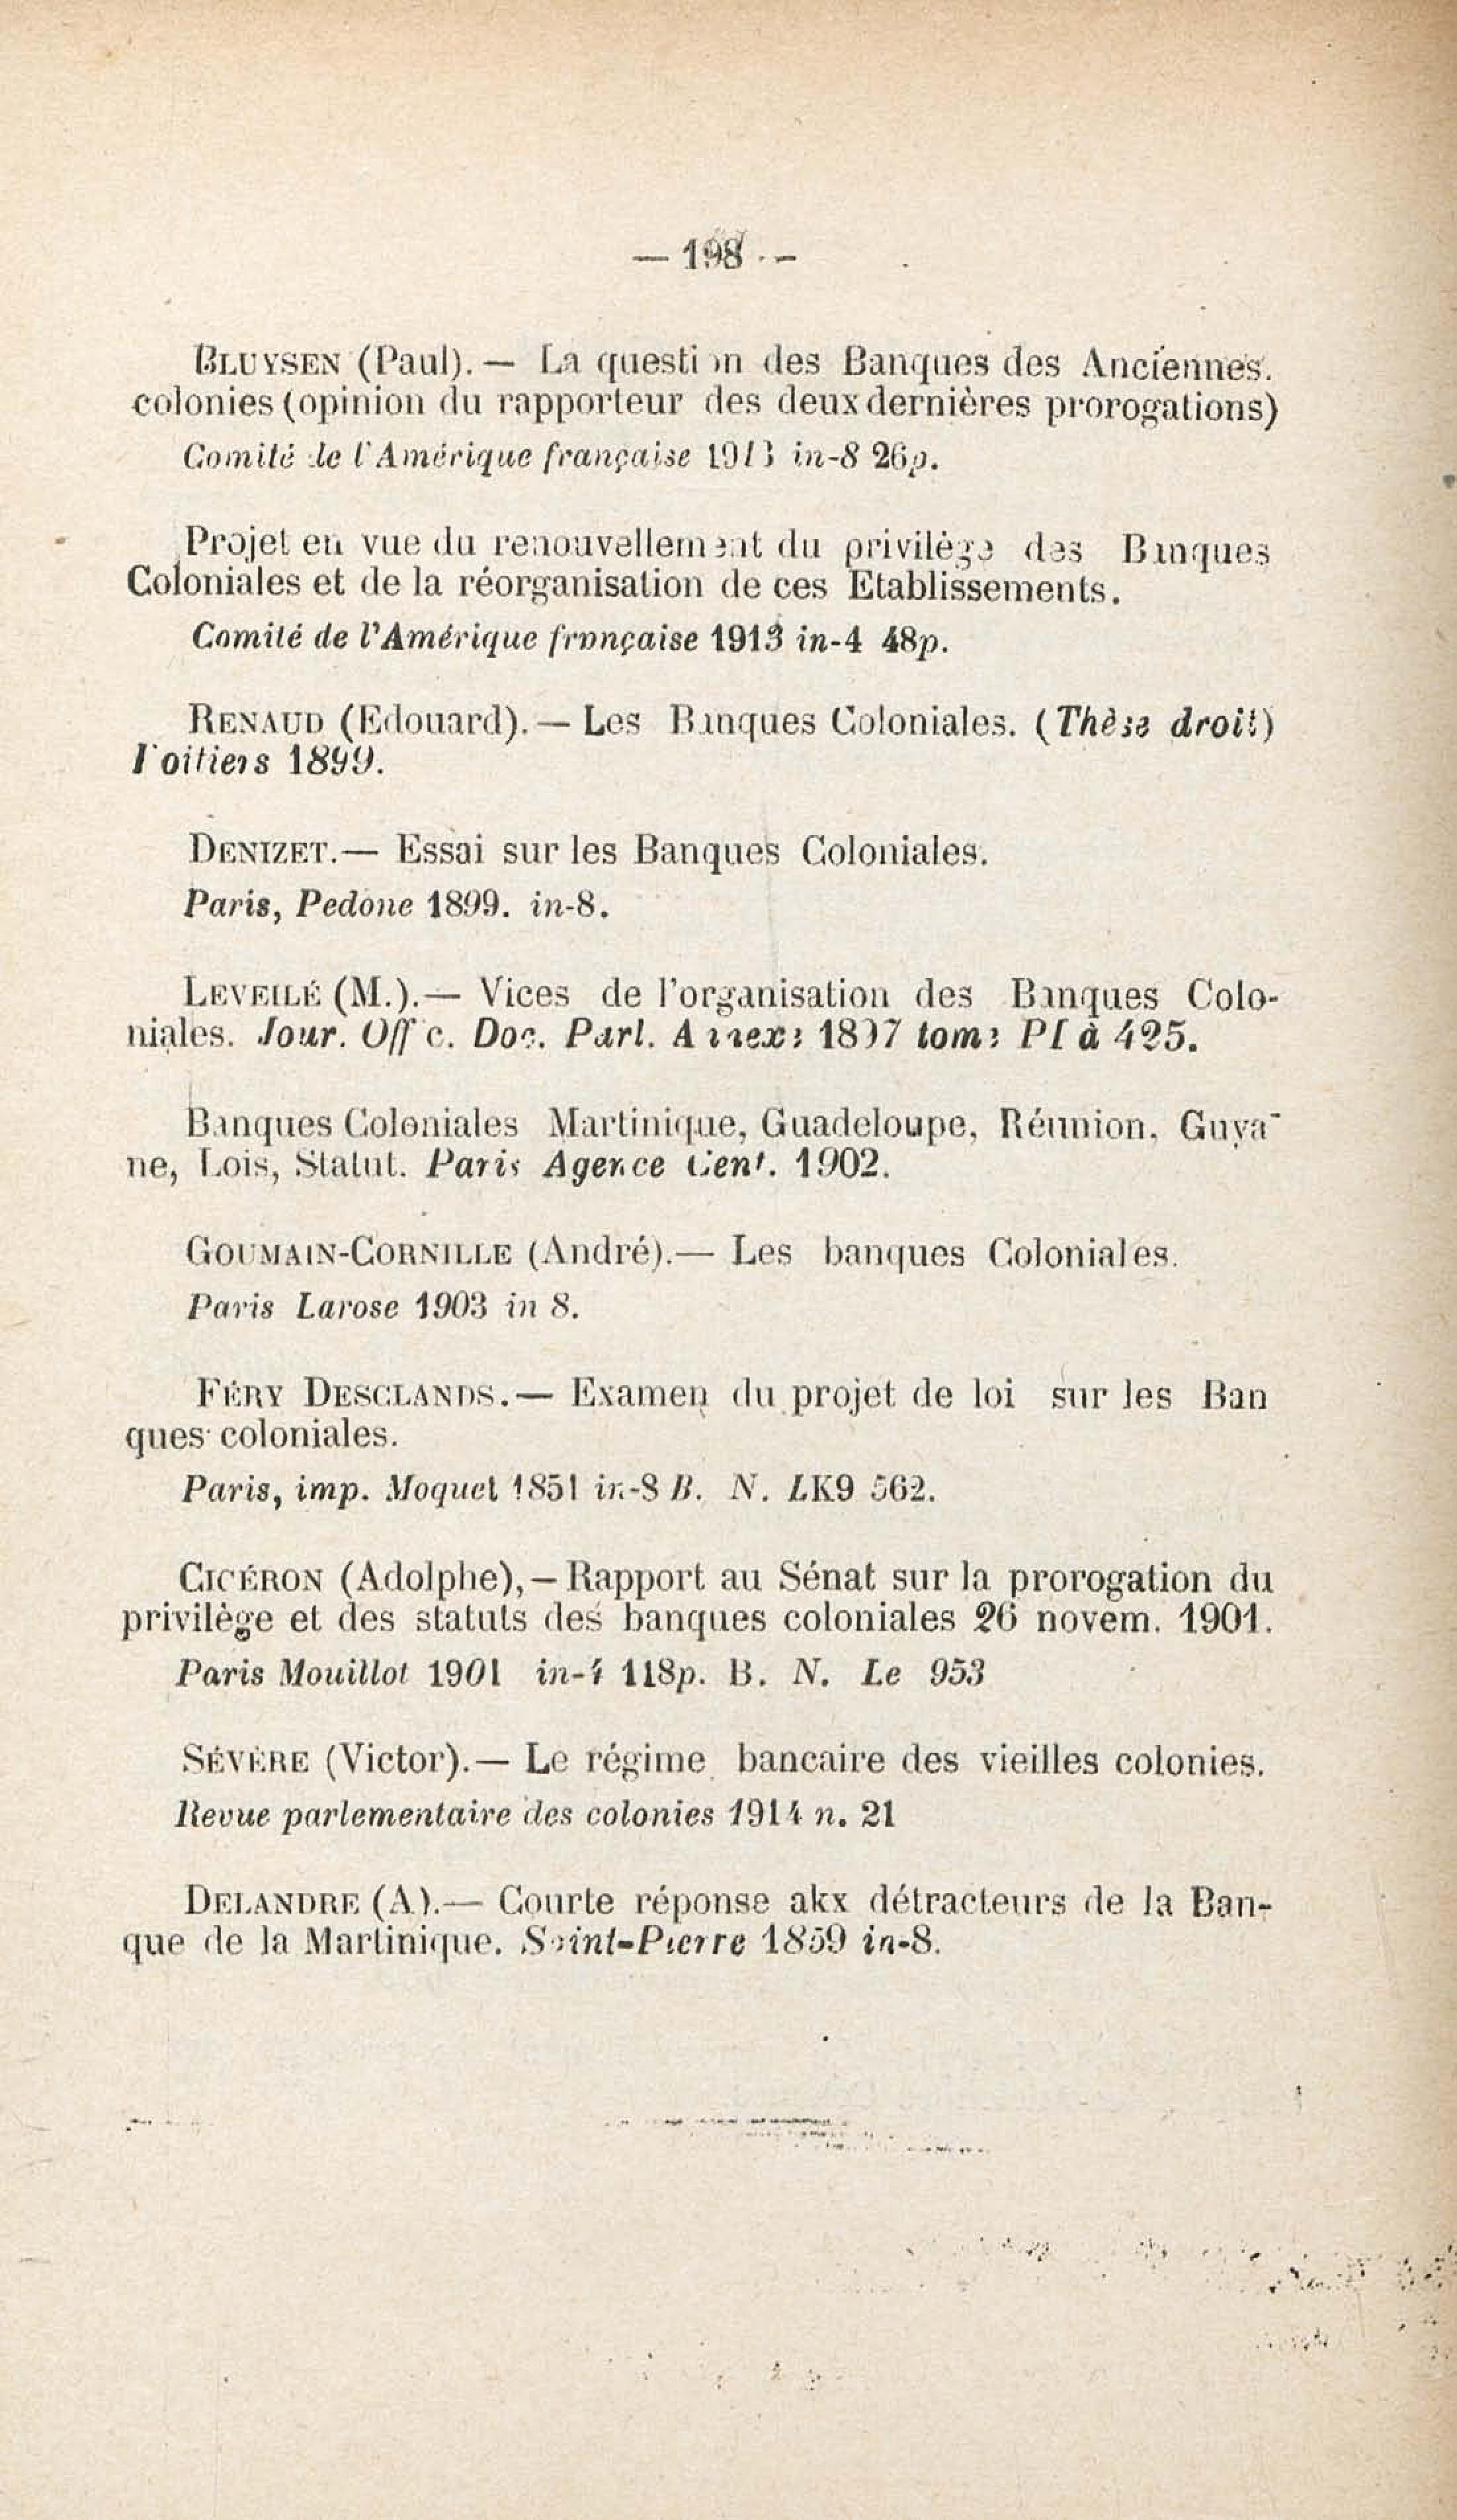 — 198 · -
BLUYSEN (Paul). — La question des Banques des Anciennes.
colonies (opinion du rapporteur des deux dernières prorogations)
Comité de l'Amérique française 1913 in-8 26p.
Projet en vue du renouvellement du privilège des Banques
Coloniales et de la réorganisation de ces Etablissements.
Comité de l'Amérique frønçaise 1913 in-4 48p.
RENAUD (Edouard). — Les Banques Coloniales. (Thèse droit)
Poitiers 1899.
DENIZET. — Essai sur les Banques Coloniales.
Paris, Pedone 1899. in-8.
LEVEILÉ (M.). — Vices de l'organisation des Banques Colo-
niales. Jour. Offic. Doc. Parl. Annexe 1897 tome PI à 425.
Banques Coloniales Martinique, Guadeloupe, Réunion, Guya-
ne, Lois, Statut. Paris Agence Cent. 1902.
GOUMAIN-CORNILLE (André). — Les banques Coloniales.
Paris Larose 1903 in 8.
FÉRY DESCLANDS. — Examen du projet de loi sur les Ban
ques coloniales.
Paris, imp. Moquet 1851 in-8 B. N. LK9 562.
CICÉRON (Adolphe), — Rapport au Sénat sur la prorogation du
privilège et des statuts des banques coloniales 26 novem. 1901.
Paris Mouillot 1901 in-4 118p. B. N. Le 953
SÉVÈRE (Victor). — Le régime bancaire des vieilles colonies.
Revue parlementaire des colonies 1914 n. 21
DELANDRE (A). — Courte réponse akx détracteurs de la Ban-
que de la Martinique. Saint-Pierre 1859 in-8.